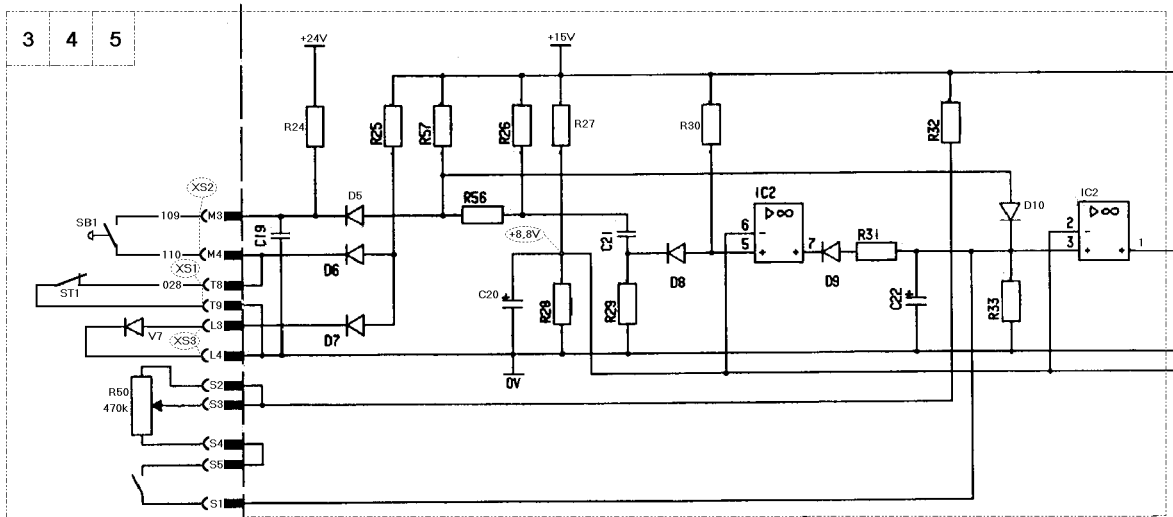 3 4 5
+24V
+15V
R24
R25
R57
R26
R27
R30
R32
XS2
SB1
109
M3
C19
D5
R56
IC2
▷∞
IC2
▷∞
D10
110
M4
XS1
D6
+8,8V
C21
D8
6
-
5
+
+
7
D9
R31
2
-
3
+
+
1
ST1
028
T8
T9
C20
+
R28
R29
C22
+
R33
V7
L3
D7
XS3
L4
0V
R50
470k
S2
S3
S4
S5
S1